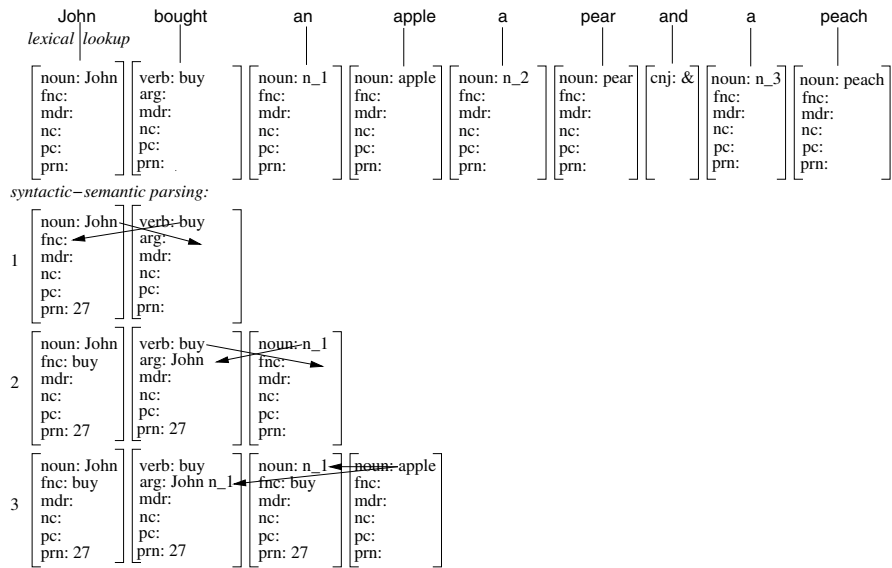 John bought an apple a pear and a peach
lexical lookup
noun: John verb: buy noun: n_1 noun: apple noun: n_2 noun: pear cnj: & noun: n_3 noun: peach
fnc: arg: fnc: fnc: fnc: fnc: fnc: fnc:
mdr: mdr: mdr: mdr: mdr: mdr: mdr: mdr:
nc: nc: nc: nc: nc: nc: nc: nc:
pc: pc: pc: pc: pc: pc: pc: pc:
prn: prn: prn: prn: prn: prn: prn: prn:
syntactic−semantic parsing:
noun: John verb: buy
fnc: arg:
1 mdr: mdr:
nc: nc:
pc: pc:
prn: 27 prn:
noun: John verb: buy noun: n_1
fnc: buy arg: John fnc:
2 mdr: mdr: mdr:
nc: nc: nc:
pc: pc: pc:
prn: 27 prn: 27 prn:
noun: John verb: buy noun: n_1 noun: apple
fnc: buy arg: John n_1 fnc: buy fnc:
3 mdr: mdr: mdr: mdr:
nc: nc: nc: nc:
pc: pc: pc: pc:
prn: 27 prn: 27 prn: 27 prn: